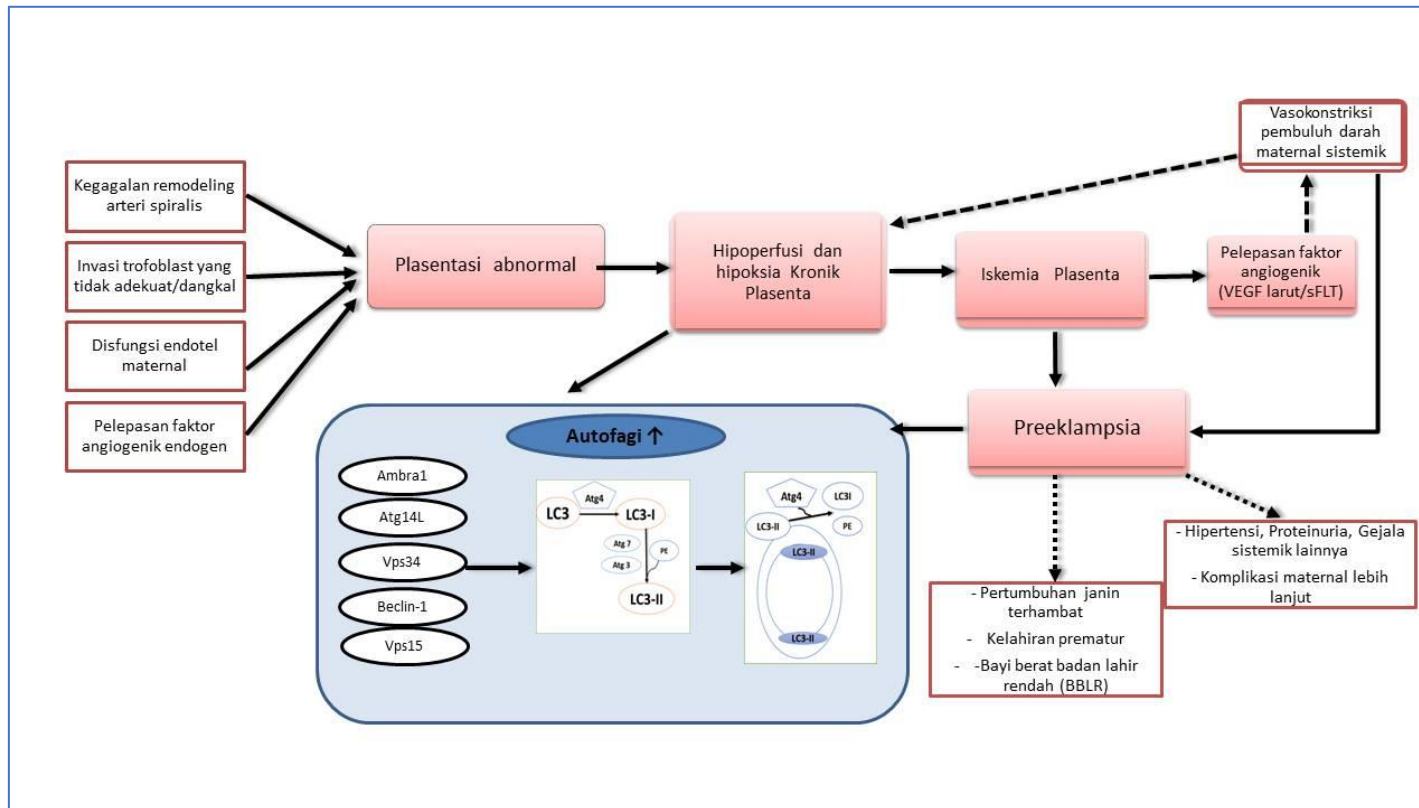 Vasokonstriksi
pembuluh darah
maternal sistemik
Kegagalan remodeling
arteri spiralis
Invasi trofoblast yang
tidak adekuat/dangkal
Disfungsi endotel
maternal
Pelepasan faktor
angiogenik endogen
Plasentasi abnormal
Hipoperfusi dan
hipoksia Kronik
Plasenta
Iskemia Plasenta
Pelepasan faktor
angiogenik
(VEGF larut/sFLT)
Preeklampsia
Autofagi ↑
Ambra1
Atg14L
Vps34
Beclin-1
Vps15
Atg4
LC3
LC3-I
Atg 7
PE
Atg 3
LC3-II
Atg4
LC3I
LC3-II
PE
LC3-II
LC3-II
- Hipertensi, Proteinuria, Gejala
sistemik lainnya
- Komplikasi maternal lebih
lanjut
- Pertumbuhan janin
terhambat
- Kelahiran prematur
- -Bayi berat badan lahir
rendah (BBLR)